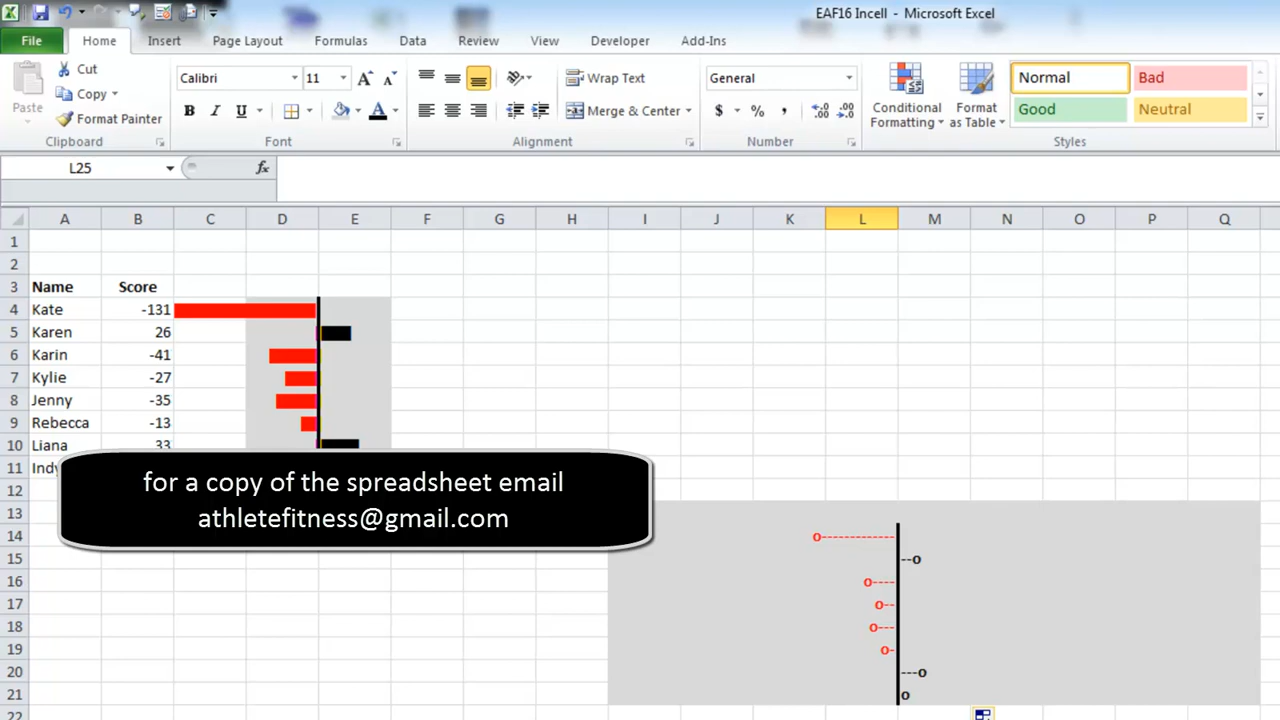 EAF16 Incell - Microsoft Excel
File Home Insert Page Layout Formulas Data Review View Developer Add-Ins
Paste
Cut
Copy
Format Painter
Clipboard
Calibri 11
B I U
Font
Wrap Text
Merge & Center
Alignment
General
$ % ,
Number
Conditional Formatting
Format as Table
Normal Bad
Good Neutral
Styles
L25 fx
A B C D E F G H I J K L M N O P Q
1
2
3 Name Score
4 Kate -131
5 Karen 26
6 Karin -41
7 Kylie -27
8 Jenny -35
9 Rebecca -13
10 Liana 33
11
12
13
14 o-----------
15 --o
16 o----
17 o--
18 o---
19 o-
20 ---o
21 o
22
for a copy of the spreadsheet email
athletefitness@gmail.com